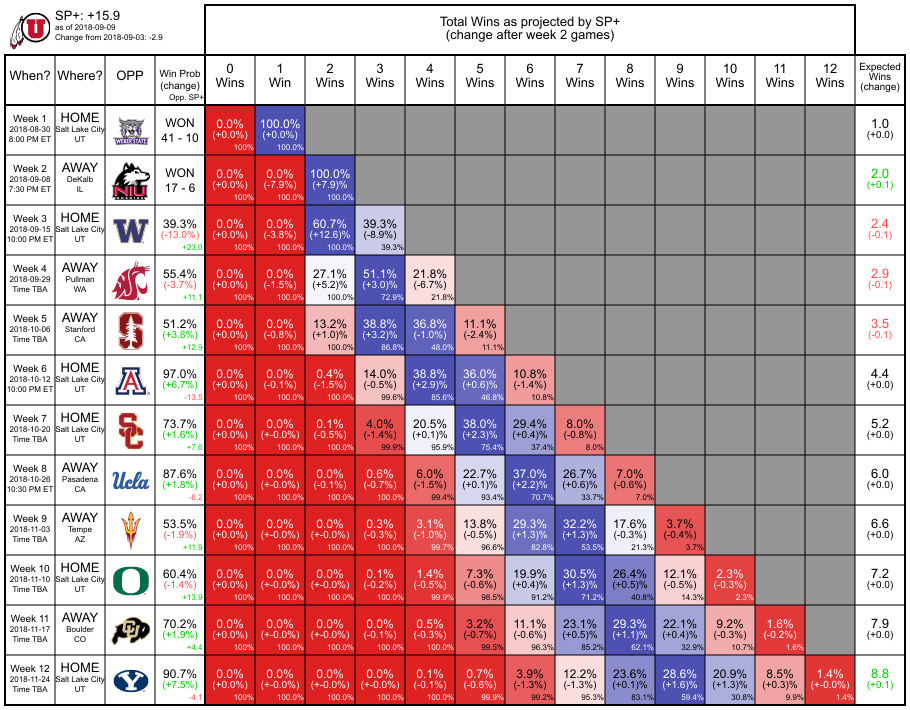 SP+: +15.9
as of 2018-09-09
Change from 2018-09-03: -2.9
Total Wins as projected by SP+
(change after week 2 games)
When? Where? OPP Win Prob (change) Opp. SP+ 0 Wins 1 Win 2 Wins 3 Wins 4 Wins 5 Wins 6 Wins 7 Wins 8 Wins 9 Wins 10 Wins 11 Wins 12 Wins Expected Wins (change)
Week 1 HOME WON 0.0% 100.0% 1.0
2018-08-30 Salt Lake City 41 - 10 (+0.0%) (+0.0%) (+0.0)
8:00 PM ET UT WEBER STATE 100% 100.0%
Week 2 AWAY WON 0.0% 0.0% 100.0% 2.0
2018-09-08 DeKalb 17 - 6 (+0.0%) (-7.9%) (+7.9)% (+0.1)
7:30 PM ET IL NIU HUSKIES 100% 100.0% 100.0%
Week 3 HOME W 39.3% 0.0% 0.0% 60.7% 39.3% 2.4
2018-09-15 Salt Lake City (-13.0%) (+0.0%) (-3.8%) (+12.6)% (-8.9%) (-0.1)
10:00 PM ET UT +23.0 100% 100.0% 100.0% 39.3%
Week 4 AWAY 55.4% 0.0% 0.0% 27.1% 51.1% 21.8% 2.9
2018-09-29 Pullman (-3.7%) (+0.0%) (-1.5%) (+5.2)% (+3.0)% (-6.7%) (-0.1)
Time TBA WA +11.1 100% 100.0% 100.0% 72.9% 21.8%
Week 5 AWAY S 51.2% 0.0% 0.0% 13.2% 38.8% 36.8% 11.1% 3.5
2018-10-06 Stanford (+3.8%) (+0.0%) (-0.8%) (+1.0)% (+3.2)% (-1.0%) (-2.4%) (-0.1)
Time TBA CA +12.9 100% 100.0% 100.0% 86.8% 48.0% 11.1%
Week 6 HOME A 97.0% 0.0% 0.0% 0.4% 14.0% 38.8% 36.0% 10.8% 4.4
2018-10-12 Salt Lake City (+6.7%) (+0.0%) (-0.1%) (-1.5%) (-0.5%) (+2.9)% (+0.6)% (-1.4%) (+0.0)
10:00 PM ET UT -13.5 100% 100.0% 100.0% 99.6% 85.6% 46.8% 10.8%
Week 7 HOME SC 73.7% 0.0% 0.0% 0.1% 4.0% 20.5% 38.0% 29.4% 8.0% 5.2
2018-10-20 Salt Lake City (+1.6%) (+0.0%) (+-0.0%) (-0.5%) (-1.4%) (+0.1)% (+2.3)% (+0.4)% (-0.8%) (+0.0)
Time TBA UT +7.6 100% 100.0% 100.0% 99.9% 95.9% 75.4% 37.4% 8.0%
Week 8 AWAY Ucla 87.6% 0.0% 0.0% 0.0% 0.6% 6.0% 22.7% 37.0% 26.7% 7.0% 6.0
2018-10-26 Pasadena (+1.8%) (+0.0%) (+-0.0%) (-0.1%) (-0.7%) (-1.5%) (+0.1)% (+2.2)% (+0.6)% (-0.6%) (+0.0)
10:30 PM ET CA -6.2 100% 100.0% 100.0% 100.0% 99.4% 93.4% 70.7% 33.7% 7.0%
Week 9 AWAY 53.5% 0.0% 0.0% 0.0% 0.3% 3.1% 13.8% 29.3% 32.2% 17.6% 3.7% 6.6
2018-11-03 Tempe (-1.9%) (+0.0%) (+-0.0%) (+-0.0%) (-0.3%) (-1.0%) (-0.5%) (+1.3)% (+1.3)% (-0.3%) (-0.4%) (+0.0)
Time TBA AZ +11.9 100% 100.0% 100.0% 100.0% 99.7% 96.6% 82.8% 53.5% 21.3% 3.7%
Week 10 HOME O 60.4% 0.0% 0.0% 0.0% 0.1% 1.4% 7.3% 19.9% 30.5% 26.4% 12.1% 2.3% 7.2
2018-11-10 Salt Lake City (-1.4%) (+0.0%) (+-0.0%) (+-0.0%) (-0.2%) (-0.5%) (-0.6%) (+0.4)% (+1.3)% (+0.5)% (-0.5%) (-0.3%) (+0.0)
Time TBA UT +13.9 100% 100.0% 100.0% 100.0% 99.9% 98.5% 91.2% 71.2% 40.8% 14.3% 2.3%
Week 11 AWAY CU 70.2% 0.0% 0.0% 0.0% 0.0% 0.5% 3.2% 11.1% 23.1% 29.3% 22.1% 9.2% 1.6% 7.9
2018-11-17 Boulder (+1.9%) (+0.0%) (+-0.0%) (+-0.0%) (-0.1%) (-0.3%) (-0.7%) (-0.6%) (+0.5)% (+1.1)% (+0.4)% (-0.3%) (-0.2%) (+0.0)
Time TBA CO +4.4 100% 100.0% 100.0% 100.0% 100.0% 99.5% 96.3% 85.2% 62.1% 32.9% 10.7% 1.6%
Week 12 HOME Y 90.7% 0.0% 0.0% 0.0% 0.0% 0.1% 0.7% 3.9% 12.2% 23.6% 28.6% 20.9% 8.5% 1.4% 8.8
2018-11-24 Salt Lake City (+7.5%) (+0.0%) (+-0.0%) (+-0.0%) (+-0.0%) (-0.1%) (-0.6%) (-1.3%) (-1.3%) (+0.1)% (+1.6)% (+1.3)% (+0.3)% (+-0.0% (+0.1)
Time TBA UT -4.1 100% 100.0% 100.0% 100.0% 100.0% 99.9% 99.2% 95.3% 83.1% 59.4% 30.8% 9.9% 1.4%